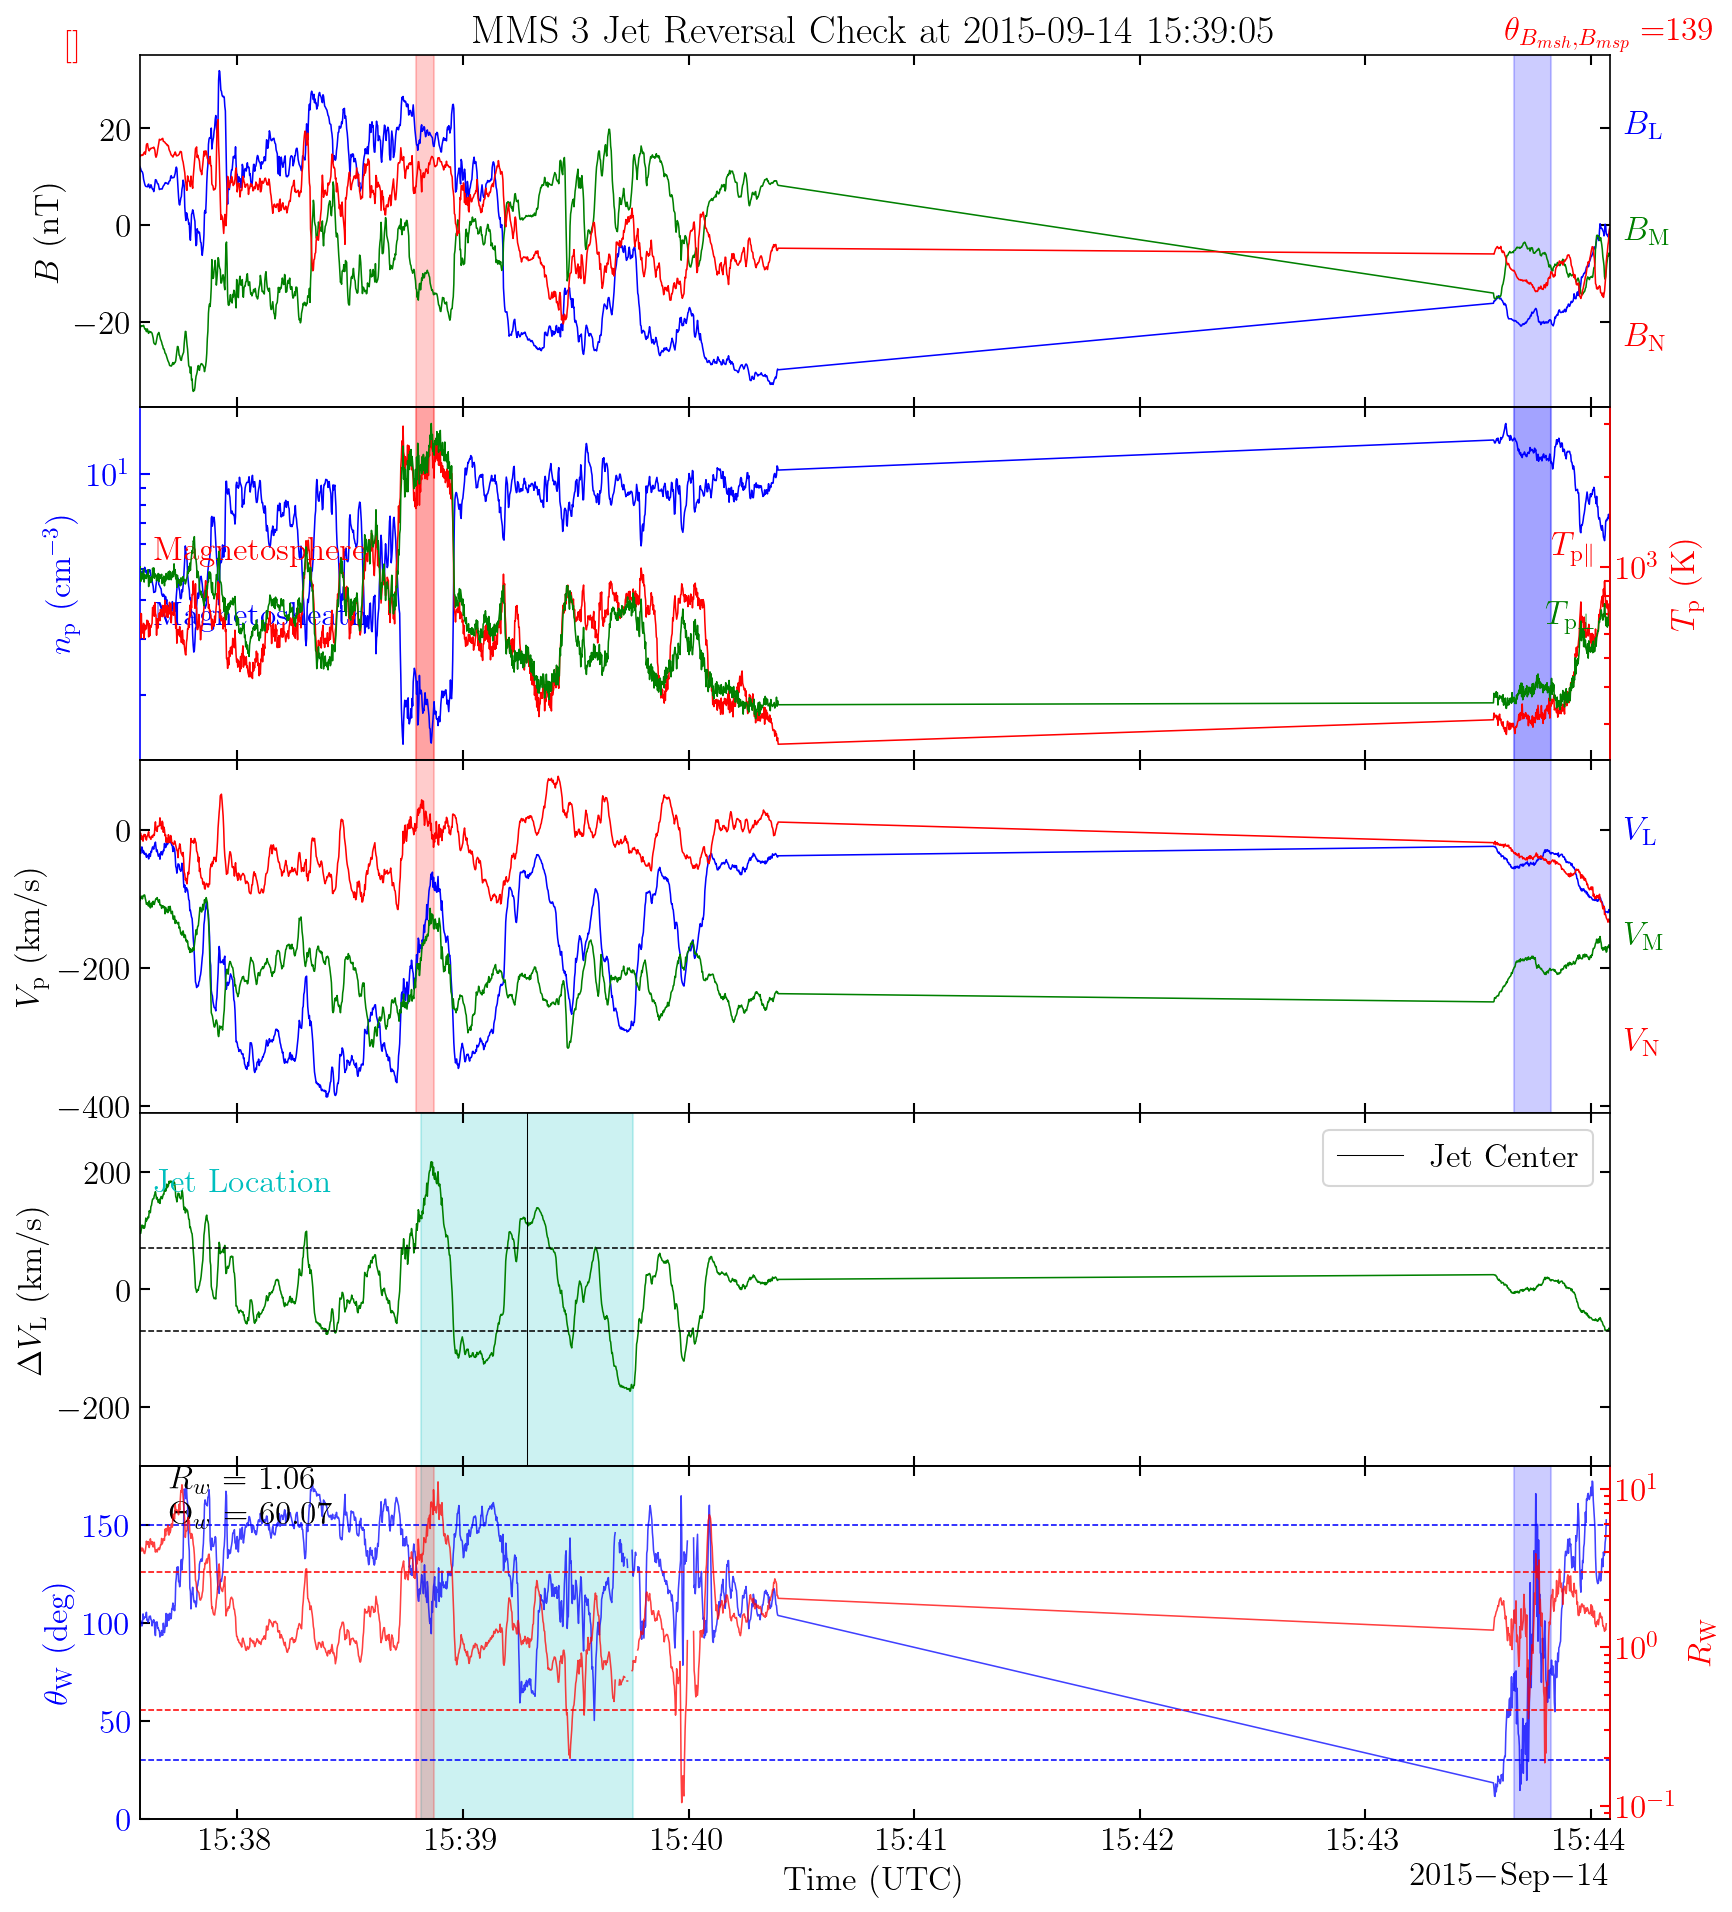 []
MMS 3 Jet Reversal Check at 2015-09-14 15:39:05
θ_{B_{msh},B_{msp}} =139
20
0
−20
B (nT)
B_L
B_M
B_N
10^1
n_p (cm^{−3})
Magnetosphere
Magnetosheath
T_{p∥}
T_{p⊥}
10^3
T_p (K)
0
−200
−400
V_p (km/s)
V_L
V_M
V_N
200
0
−200
ΔV_L (km/s)
Jet Location
Jet Center
R_w = 1.06
Θ_w = 60.07
150
100
50
0
θ_W (deg)
10^1
10^0
10^{−1}
R_W
15:38 15:39 15:40 15:41 15:42 15:43 15:44
Time (UTC)
2015−Sep−14